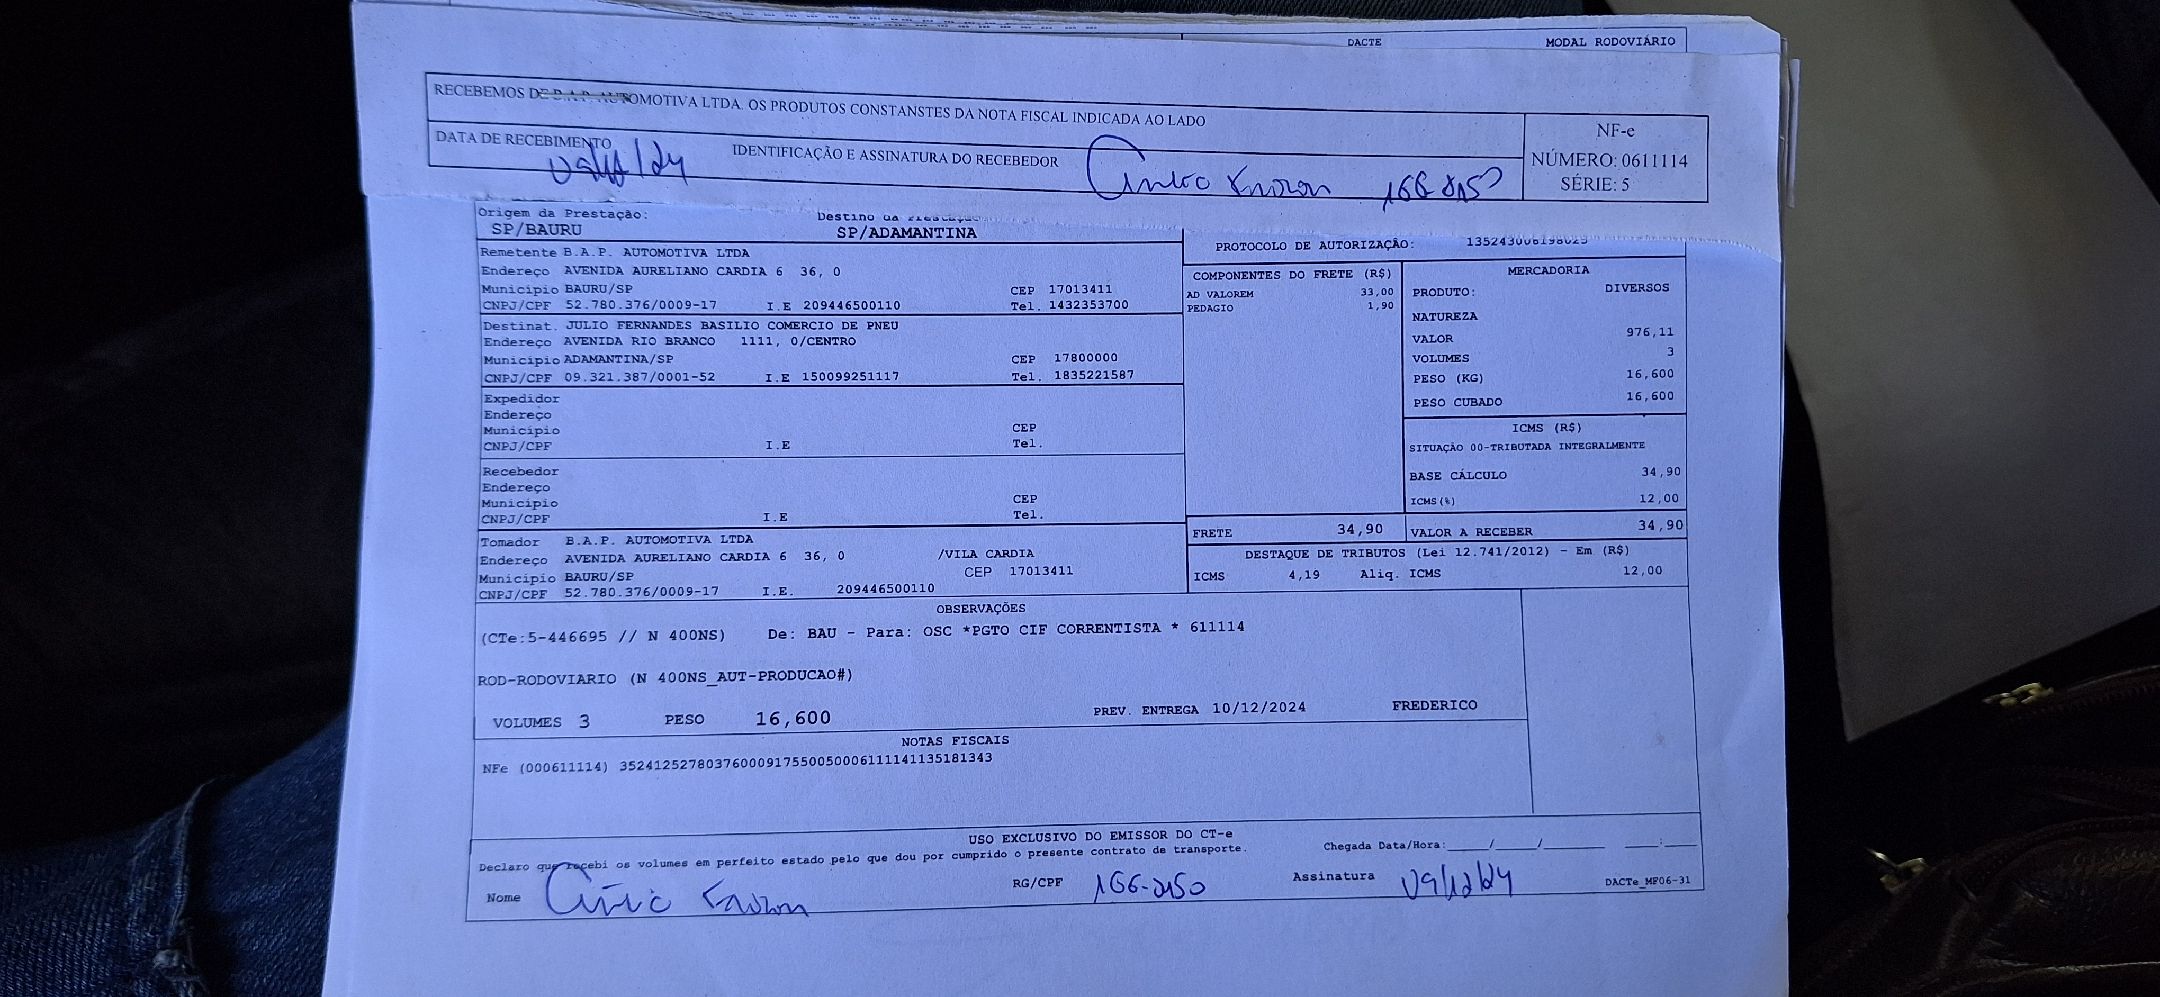 DACTE MODAL RODOVIÁRIO
RECEBEMOS DE B.A.P. AUTOMOTIVA LTDA. OS PRODUTOS CONSTANSTES DA NOTA FISCAL INDICADA AO LADO
NF-e
NÚMERO: 0611114
SÉRIE: 5
DATA DE RECEBIMENTO
IDENTIFICAÇÃO E ASSINATURA DO RECEBEDOR
Origem da Prestação: Destino da
SP/BAURU SP/ADAMANTINA
Remetente B.A.P. AUTOMOTIVA LTDA
Endereço AVENIDA AURELIANO CARDIA 6 36, 0
Município BAURU/SP CEP 17013411
CNPJ/CPF 52.780.376/0009-17 I.E 209446500110 Tel. 1432353700
Destinat. JULIO FERNANDES BASILIO COMERCIO DE PNEU
Endereço AVENIDA RIO BRANCO 1111, 0/CENTRO
Município ADAMANTINA/SP CEP 17800000
CNPJ/CPF 09.321.387/0001-52 I.E 150099251117 Tel. 1835221587
Expedidor
Endereço
Município CEP
CNPJ/CPF I.E Tel.
Recebedor
Endereço
Município CEP
CNPJ/CPF I.E Tel.
Tomador B.A.P. AUTOMOTIVA LTDA
Endereço AVENIDA AURELIANO CARDIA 6 36, 0 /VILA CARDIA
Município BAURU/SP CEP 17013411
CNPJ/CPF 52.780.376/0009-17 I.E. 209446500110
PROTOCOLO DE AUTORIZAÇÃO:
COMPONENTES DO FRETE (R$)
AD VALOREM 33,00
PEDAGIO 1,90
MERCADORIA
PRODUTO: DIVERSOS
NATUREZA
VALOR 976,11
VOLUMES 3
PESO (KG) 16,600
PESO CUBADO 16,600
ICMS (R$)
SITUAÇÃO 00-TRIBUTADA INTEGRALMENTE
BASE CÁLCULO 34,90
ICMS(%) 12,00
FRETE 34,90 VALOR A RECEBER 34,90
DESTAQUE DE TRIBUTOS (Lei 12.741/2012) - Em (R$)
ICMS 4,19 Aliq. ICMS 12,00
OBSERVAÇÕES
(CTe:5-446695 // N 400NS) De: BAU - Para: OSC *PGTO CIF CORRENTISTA * 611114
ROD-RODOVIARIO (N 400NS_AUT-PRODUCAO#)
VOLUMES 3 PESO 16,600 PREV. ENTREGA 10/12/2024 FREDERICO
NOTAS FISCAIS
NFe (000611114) 35241252780376000917550050006111141135181343
USO EXCLUSIVO DO EMISSOR DO CT-e
Declaro que recebi os volumes em perfeito estado pelo que dou por cumprido o presente contrato de transporte. Chegada Data/Hora:____/____/______ ____:____
Nome RG/CPF Assinatura 09/12/24 DACTe_MF06-31